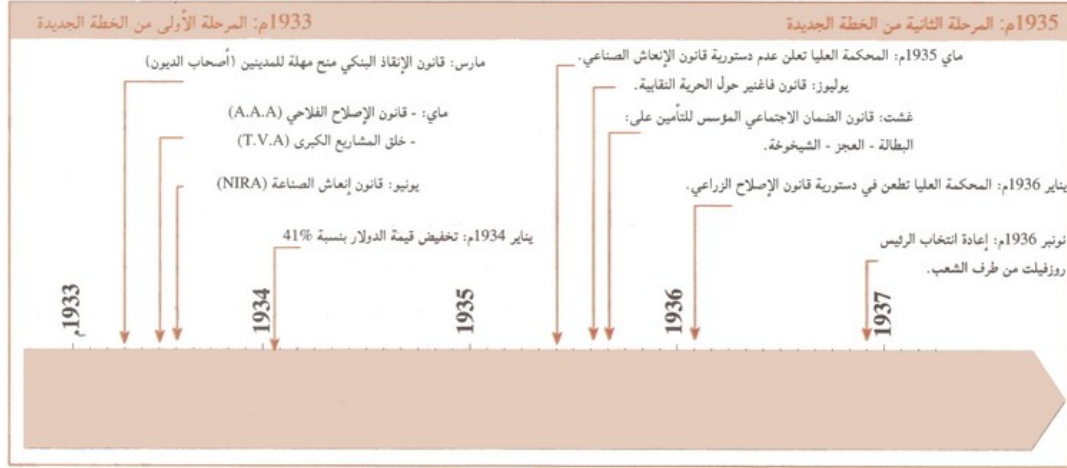 1933م: المرحلة الأولى من الخطة الجديدة
1935م: المرحلة الثانية من الخطة الجديدة
مارس: قانون الإنقاذ البنكي منح مهلة للمدينين (أصحاب الديون)
ماي: - قانون الإصلاح الفلاحي (A.A.A)
- خلق المشاريع الكبرى (T.V.A)
يونيو: قانون إنعاش الصناعة (NIRA)
يناير 1934م: تخفيض قيمة الدولار بنسبة 41%
ماي 1935م: المحكمة العليا تعلن عدم دستورية قانون الإنعاش الصناعي.
يوليوز: قانون فاغنير حول الحرية النقابية.
غشت: قانون الضمان الاجتماعي المؤسس للتأمين على:
البطالة - العجز - الشيخوخة.
يناير 1936م: المحكمة العليا تطعن في دستورية قانون الإصلاح الزراعي.
نونبر 1936م: إعادة انتخاب الرئيس
روزفيلت من طرف الشعب.
1933م
1934
1935
1936
1937